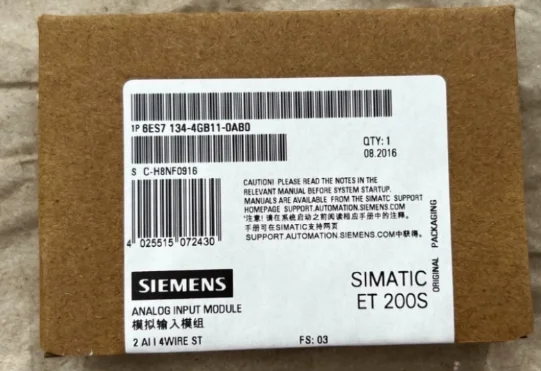 1P 6ES7 134-4GB11-0AB0
QTY: 1
08.2016
S C-H8NF0916
CAUTION! PLEASE READ THE NOTES IN THE
RELEVANT MANUAL BEFORE SYSTEM STARTUP.
MANUALS ARE AVAILABLE FROM THE SIMATC SUPPORT
HOMEPAGE SUPPORT.AUTOMATION.SIEMENS.COM
"注意! 请在系统启动之前阅读相应手册中的注释。
手册可在SIMATIC支持网页
SUPPORT.AUTOMATION.SIEMENS.COM中获得。
4 025515 072430
ORIGINAL PACKAGING
SIEMENS
SIMATIC
ET 200S
ANALOG INPUT MODULE
模拟输入模组
2 AI I 4WIRE ST
FS: 03